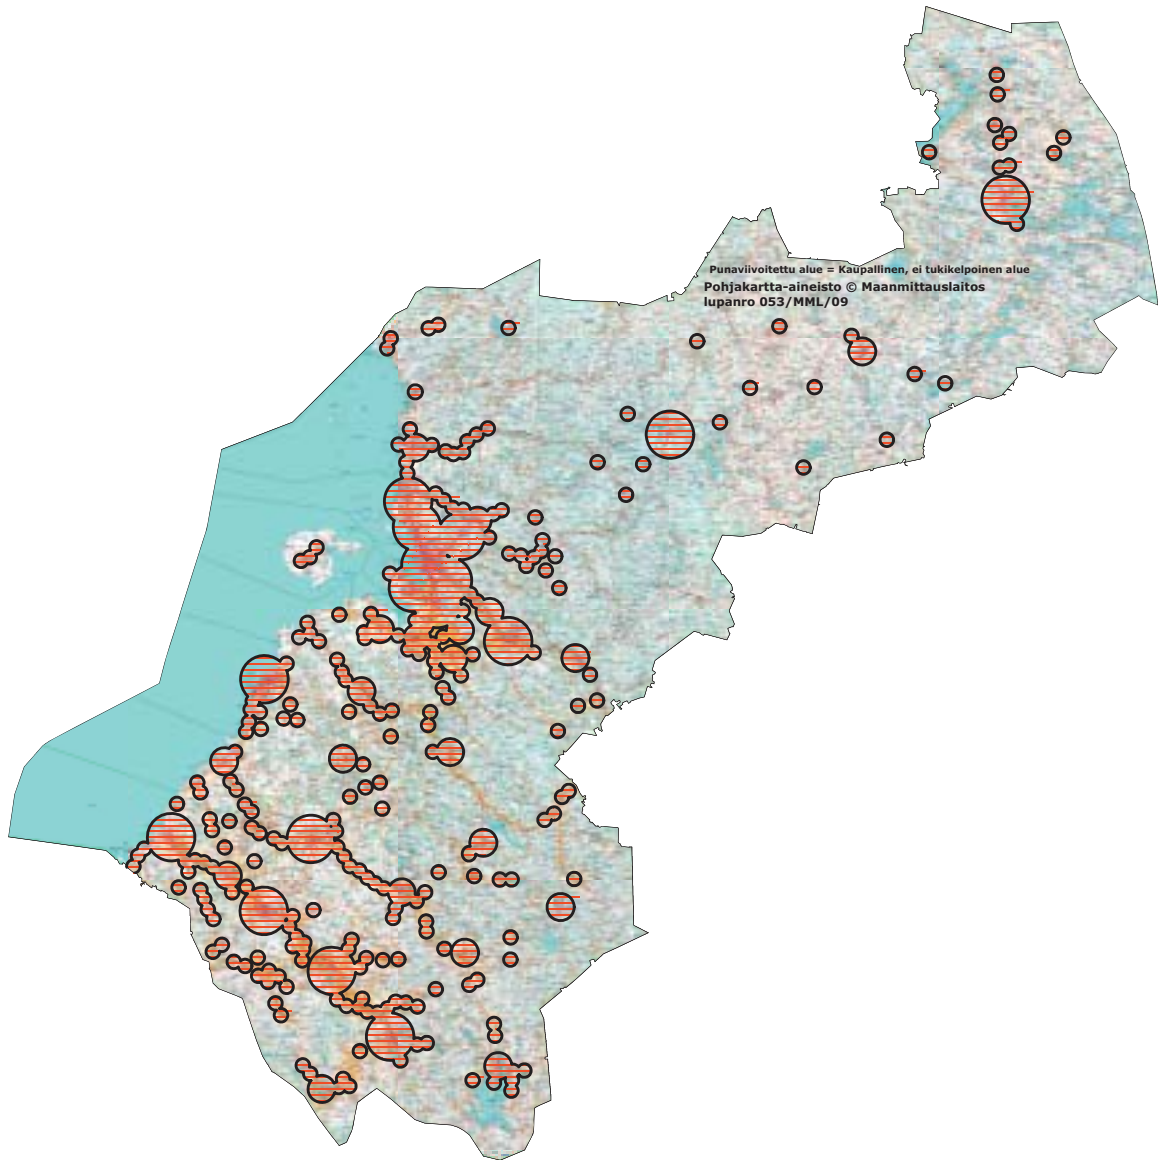 Punaviivoitettu alue = Kaupallinen, ei tukikelpoinen alue
Pohjakartta-aineisto © Maanmittauslaitos
lupanro 053/MML/09